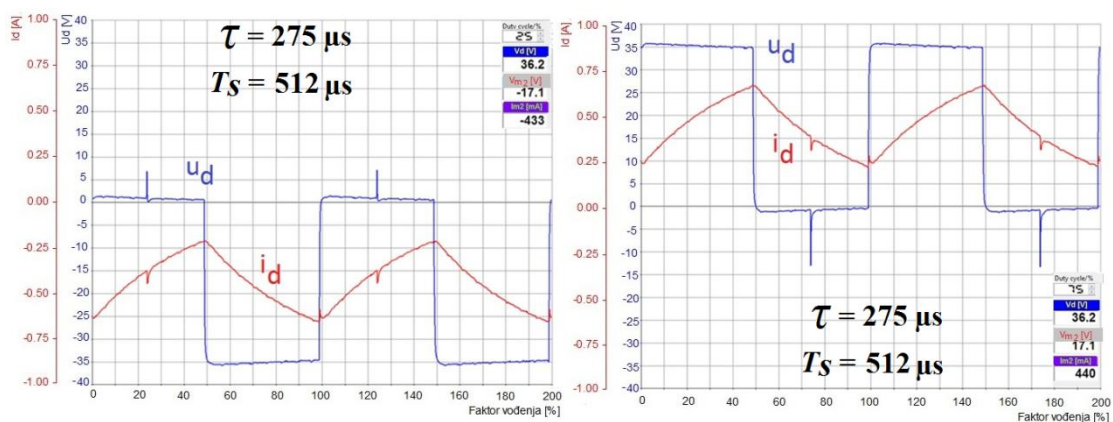 Id [A]
Ud [V]
1.00
0.75
0.50
0.25
0.00
-0.25
-0.50
-0.75
-1.00
40
35
30
25
20
15
10
5
0
-5
-10
-15
-20
-25
-30
-35
-40
τ = 275 µs
Ts = 512 µs
Duty cycle/%
25
Vd [V]
36.2
Vm2 [V]
-17.1
Im2 [mA]
-433
ud
id
0 20 40 60 80 100 120 140 160 180 200
Faktor vođenja [%]
Id [A]
Ud [V]
1.00
0.75
0.50
0.25
0.00
-0.25
-0.50
-0.75
-1.00
40
35
30
25
20
15
10
5
0
-5
-10
-15
-20
-25
-30
-35
-40
ud
id
τ = 275 µs
Ts = 512 µs
Duty cycle/%
75
Vd [V]
36.2
Vm2 [V]
17.1
Im2 [mA]
440
0 20 40 60 80 100 120 140 160 180 200
Faktor vođenja [%]